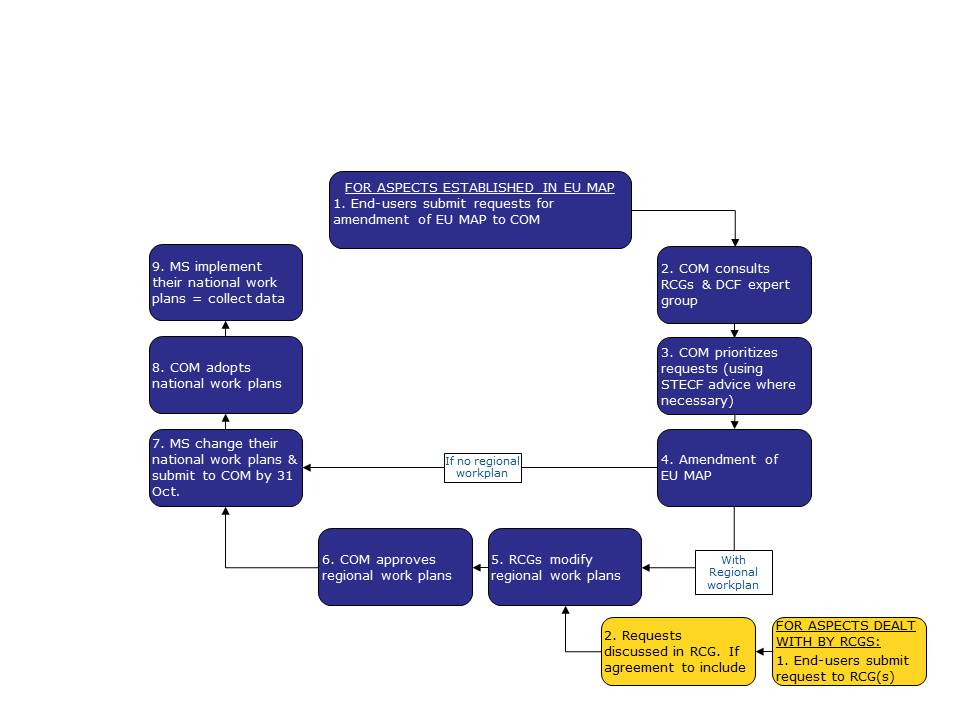 FOR ASPECTS ESTABLISHED IN EU MAP
1. End-users submit requests for
amendment of EU MAP to COM
2. COM consults
RCGs & DCF expert
group
3. COM prioritizes
requests (using
STECF advice where
necessary)
4. Amendment of
EU MAP
If no regional
workplan
With
Regional
workplan
5. RCGs modify
regional work plans
6. COM approves
regional work plans
7. MS change their
national work plans &
submit to COM by 31
Oct.
8. COM adopts
national work plans
9. MS implement
their national work
plans = collect data
FOR ASPECTS DEALT
WITH BY RCGS:
1. End-users submit
request to RCG(s)
2. Requests
discussed in RCG. If
agreement to include